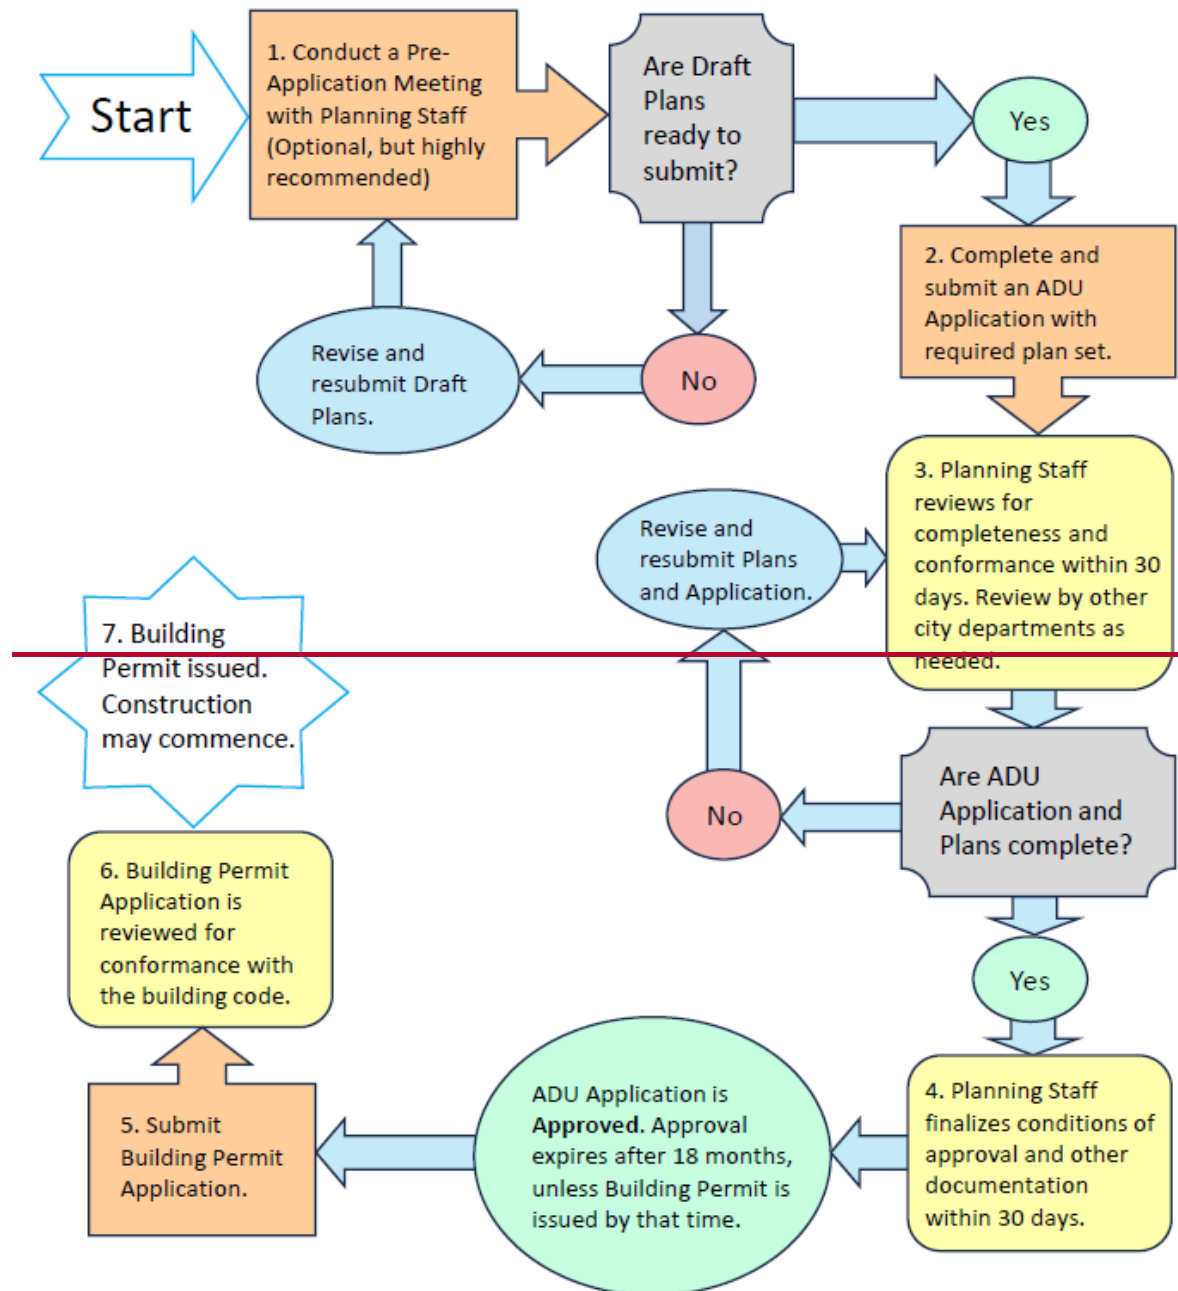 Start
1. Conduct a Pre-
Application Meeting
with Planning Staff
(Optional, but highly
recommended)
Are Draft
Plans
ready to
submit?
Yes
2. Complete and
submit an ADU
Application with
required plan set.
No
Revise and
resubmit Draft
Plans.
3. Planning Staff
reviews for
completeness and
conformance within 30
days. Review by other
city departments as
needed.
Revise and
resubmit Plans
and Application.
Are ADU
Application and
Plans complete?
No
Yes
4. Planning Staff
finalizes conditions of
approval and other
documentation
within 30 days.
ADU Application is
Approved. Approval
expires after 18 months,
unless Building Permit is
issued by that time.
5. Submit
Building Permit
Application.
6. Building Permit
Application is
reviewed for
conformance with
the building code.
7. Building
Permit issued.
Construction
may commence.